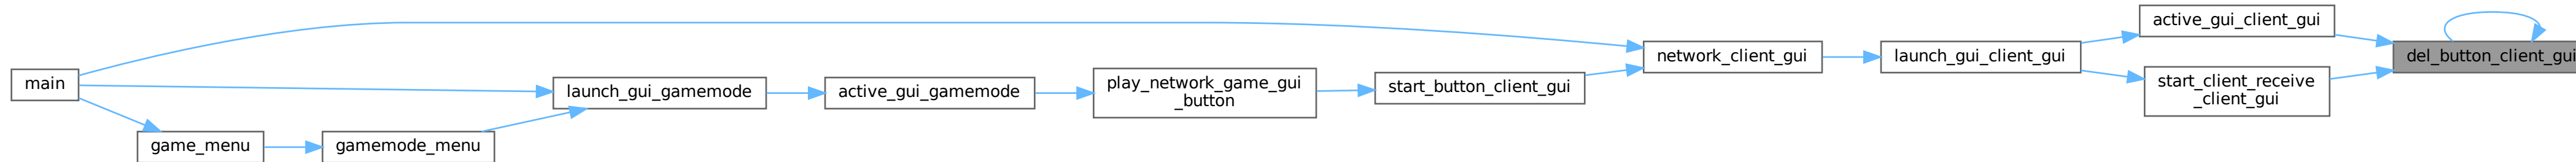 main
game_menu
gamemode_menu
launch_gui_gamemode
active_gui_gamemode
play_network_game_gui
_button
start_button_client_gui
network_client_gui
launch_gui_client_gui
active_gui_client_gui
start_client_receive
_client_gui
del_button_client_gui